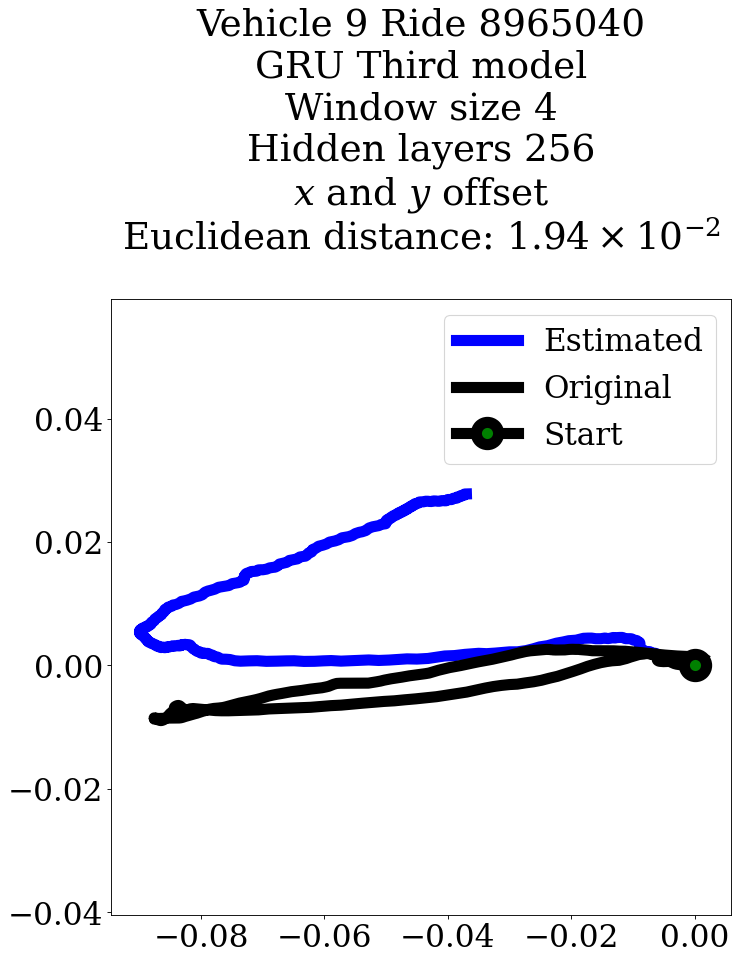 Vehicle 9 Ride 8965040
GRU Third model
Window size 4
Hidden layers 256
x and y offset
Euclidean distance: 1.94 × 10⁻²
Estimated
Original
Start
0.04
0.02
0.00
−0.02
−0.04
−0.08
−0.06
−0.04
−0.02
0.00